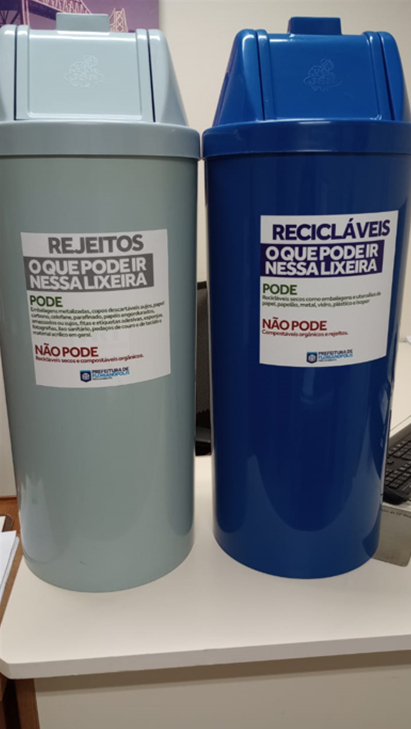 REJEITOS
O QUE PODE IR
NESSA LIXEIRA
PODE
Embalagens metalizadas, copos descartáveis sujos, papel
carbono, celofane, parafinado, papais engordurados,
amassados ou sujos, fitas e etiquetas adesivas, esponjas,
fotografias, lixo sanitário, pedaços de couro e de tecido e
material acrílico em geral.
NÃO PODE
Recicláveis secos e compostáveis orgânicos.
PREFEITURA DE
FLORIANÓPOLIS
RECICLÁVEIS
O QUE PODE IR
NESSA LIXEIRA
PODE
Recicláveis secos como embalagens e utensílios de
papel, papelão, metal, vidro, plástico e isopor
NÃO PODE
Compostáveis orgânicos e rejeitos.
PREFEITURA DE
FLORIANÓPOLIS